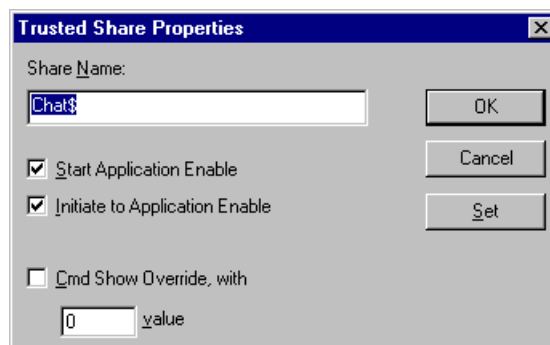 Trusted Share Properties
Share Name:
Chat$
OK
Start Application Enable
Cancel
Initiate to Application Enable
Set
Cmd Show Override, with
0 value